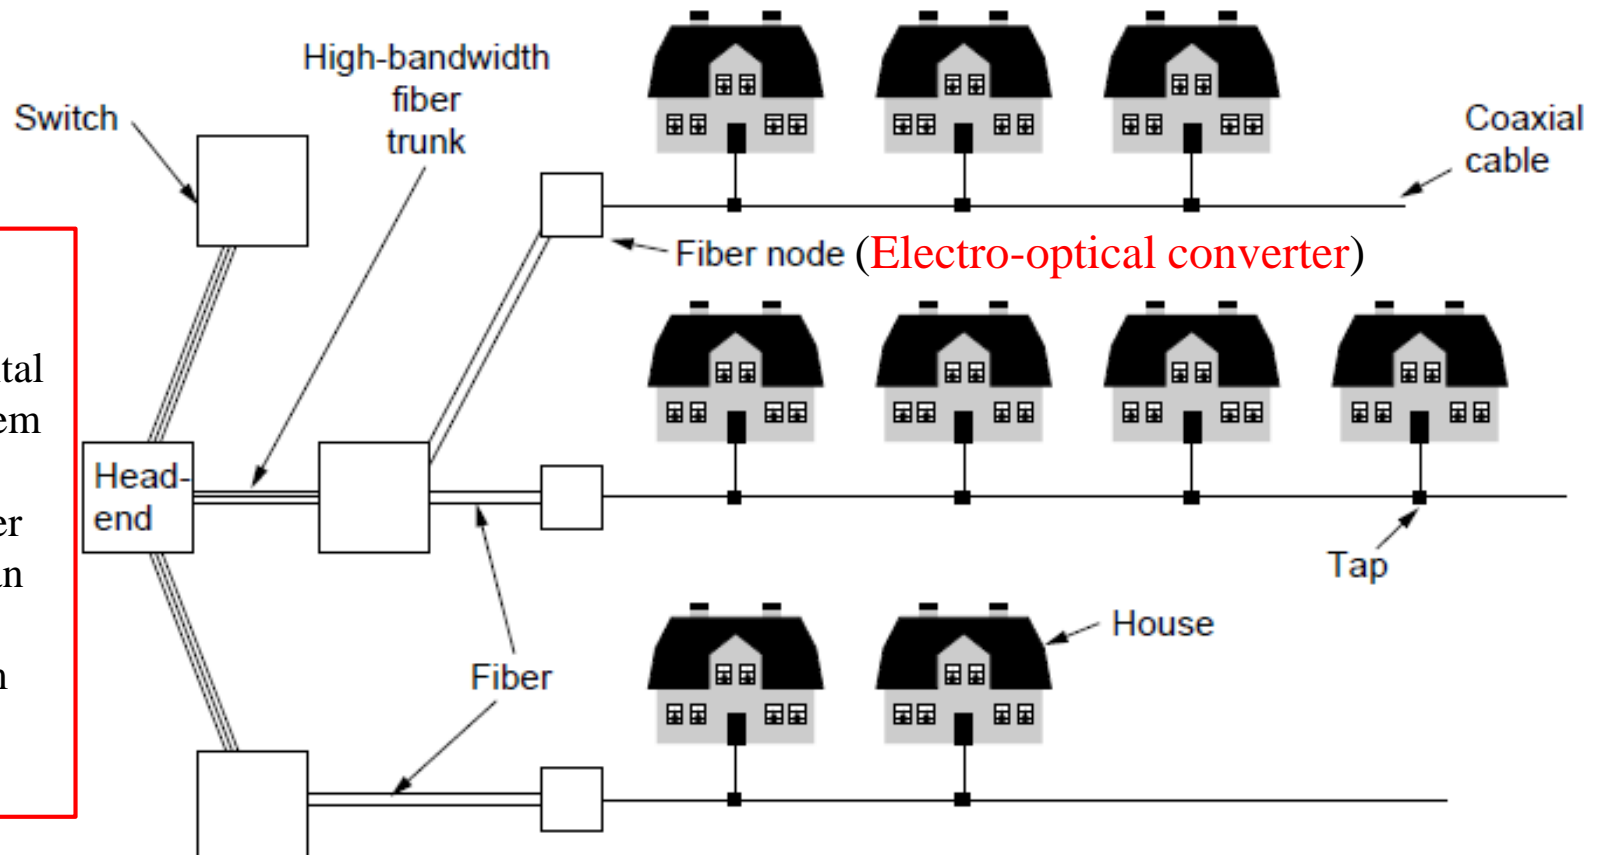 High-bandwidth
fiber
trunk
Switch
Coaxial
cable
Fiber node (Electro-optical converter)
Head-
end
Tap
House
Fiber